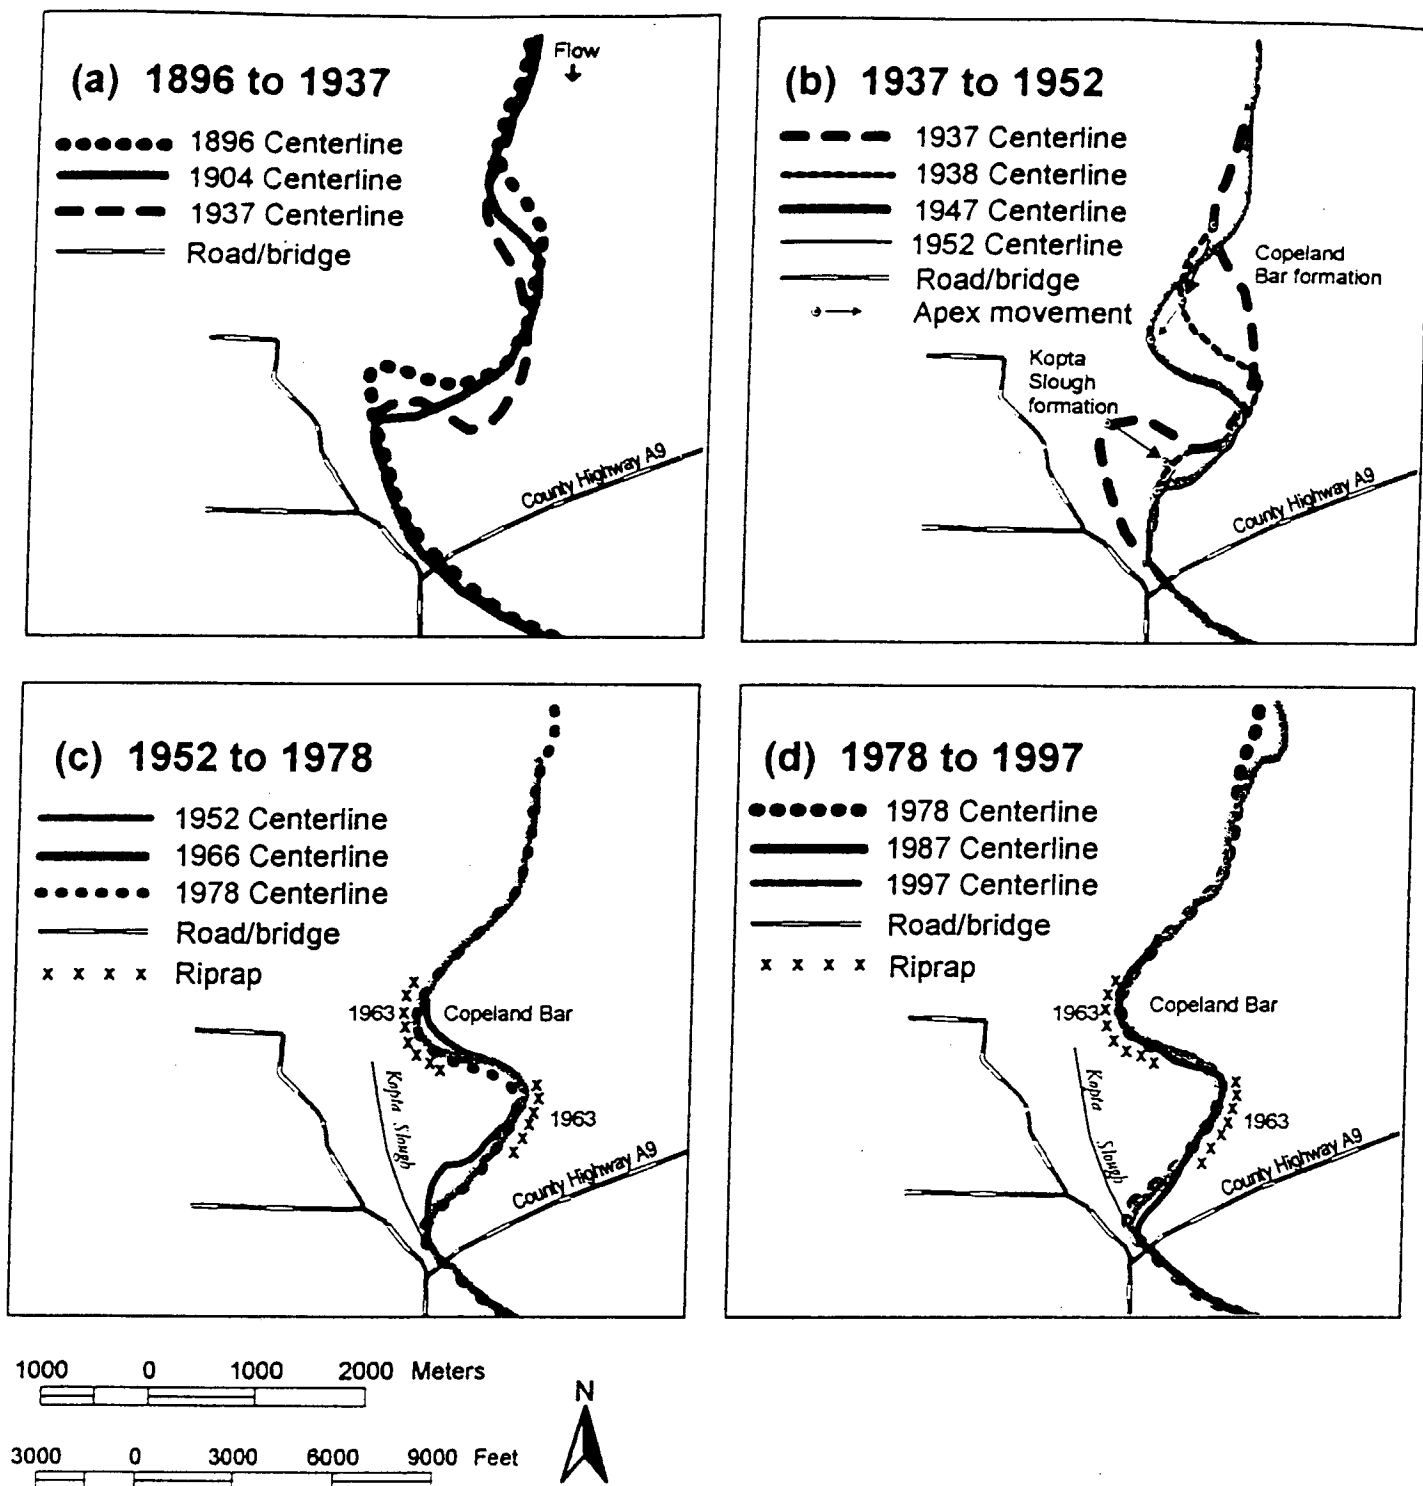 (a) 1896 to 1937
Flow
1896 Centerline
1904 Centerline
1937 Centerline
Road/bridge
County Highway A9
(b) 1937 to 1952
1937 Centerline
1938 Centerline
1947 Centerline
1952 Centerline
Road/bridge
Apex movement
Copeland
Bar formation
Kopta
Slough
formation
County Highway A9
(c) 1952 to 1978
1952 Centerline
1966 Centerline
1978 Centerline
Road/bridge
x x x x Riprap
1963
Copeland Bar
Kopta Slough
1963
County Highway A9
(d) 1978 to 1997
1978 Centerline
1987 Centerline
1997 Centerline
Road/bridge
x x x x Riprap
1963
Copeland Bar
Kopta Slough
1963
County Highway A9
1000 0 1000 2000 Meters
N
3000 0 3000 6000 9000 Feet